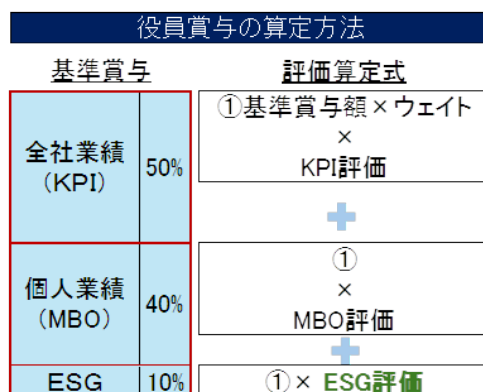 役員賞与の算定方法
基準賞与
評価算定式
全社業績
(KPI)
50%
①基準賞与額×ウェイト
×
KPI評価
個人業績
(MBO)
40%
①
×
MBO評価
ESG
10%
①× ESG評価